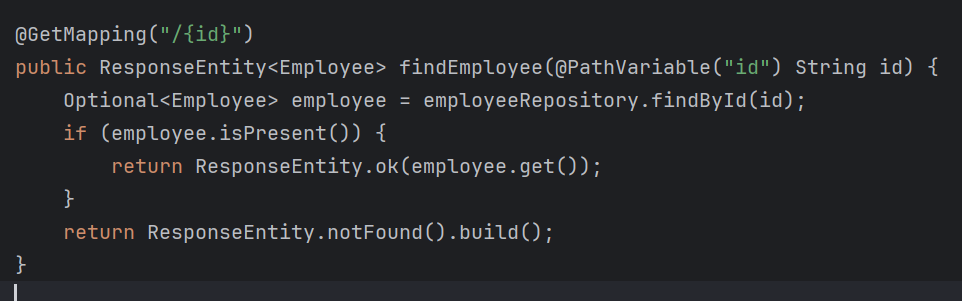 @GetMapping("/{id}")
public ResponseEntity<Employee> findEmployee(@PathVariable("id") String id) {
    Optional<Employee> employee = employeeRepository.findById(id);
    if (employee.isPresent()) {
        return ResponseEntity.ok(employee.get());
    }
    return ResponseEntity.notFound().build();
}